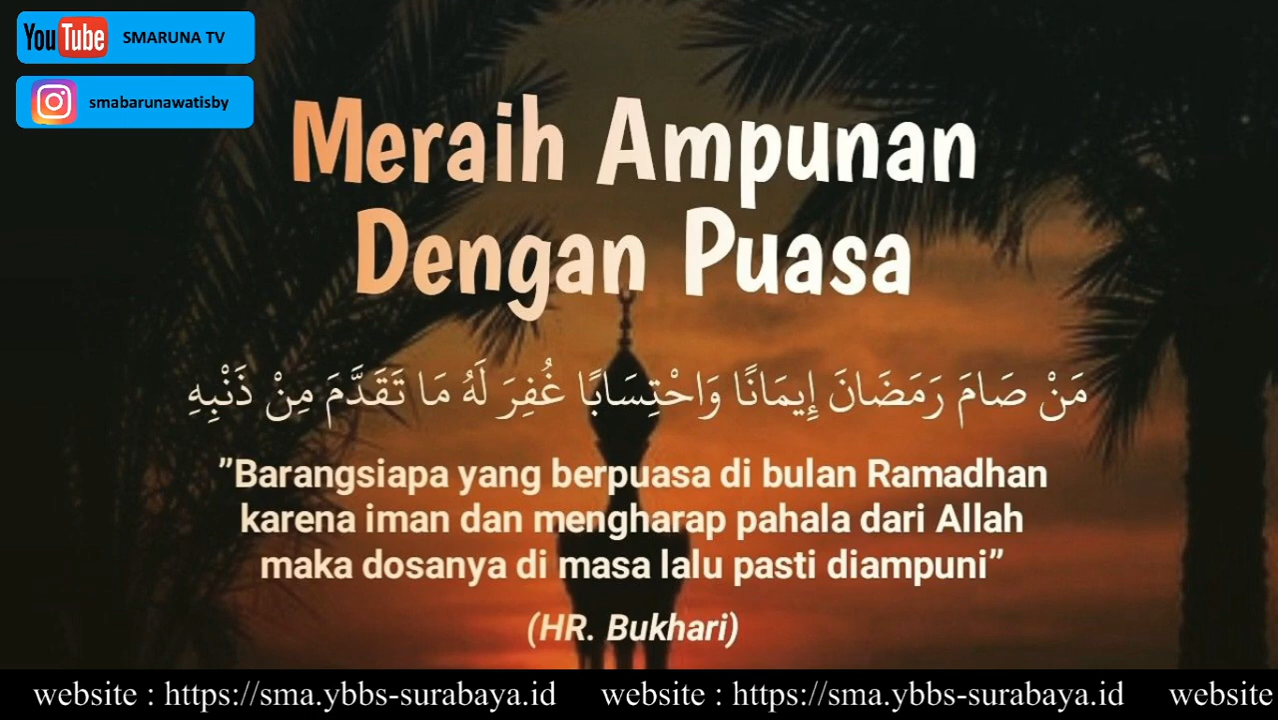 YouTube SMARUNA TV
smabarunawatisby
Meraih Ampunan
Dengan Puasa
مَنْ صَامَ رَمَضَانَ إِيمَانًا وَاحْتِسَابًا غُفِرَ لَهُ مَا تَقَدَّمَ مِنْ ذَنْبِهِ
”Barangsiapa yang berpuasa di bulan Ramadhan
karena iman dan mengharap pahala dari Allah
maka dosanya di masa lalu pasti diampuni”
(HR. Bukhari)
website : https://sma.ybbs-surabaya.id website : https://sma.ybbs-surabaya.id website